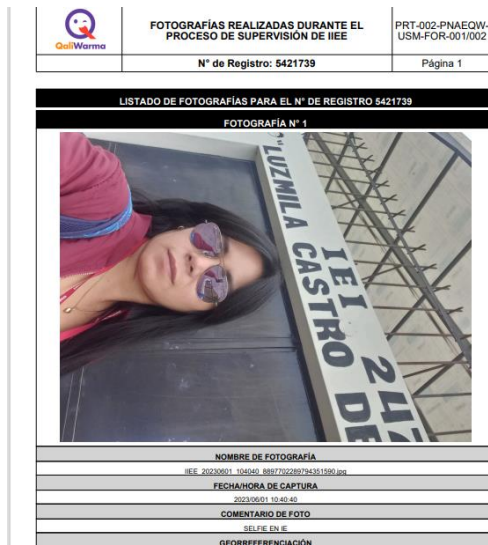 QaliWarma
FOTOGRAFÍAS REALIZADAS DURANTE EL
PROCESO DE SUPERVISIÓN DE IIEE
PRT-002-PNAEQW-
USM-FOR-001/002
N° de Registro: 5421739
Página 1
LISTADO DE FOTOGRAFÍAS PARA EL N° DE REGISTRO 5421739
FOTOGRAFÍA N° 1
IEI 247
"LUZMILA CASTRO DE
NOMBRE DE FOTOGRAFÍA
IIEE_20230601_104040_8897702289794351590.jpg
FECHA/HORA DE CAPTURA
2023/06/01 10:40:40
COMENTARIO DE FOTO
SELFIE EN IE
GEORREFERENCIACIÓN